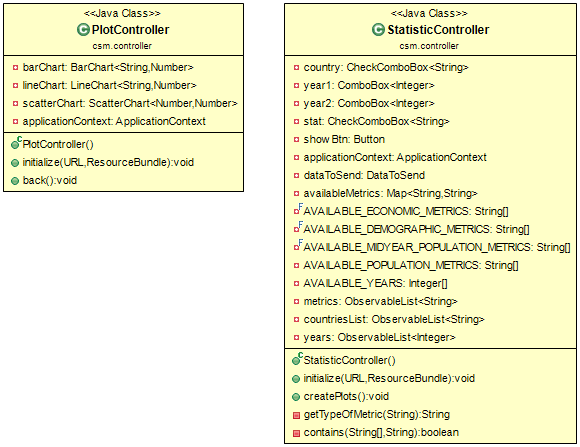 <<Java Class>>
PlotController
csm.controller
barChart: BarChart<String,Number>
lineChart: LineChart<String,Number>
scatterChart: ScatterChart<Number,Number>
applicationContext: ApplicationContext
PlotController()
initialize(URL,ResourceBundle):void
back():void
<<Java Class>>
StatisticController
csm.controller
country: CheckComboBox<String>
year1: ComboBox<Integer>
year2: ComboBox<Integer>
stat: CheckComboBox<String>
showBtn: Button
applicationContext: ApplicationContext
dataToSend: DataToSend
availableMetrics: Map<String,String>
AVAILABLE_ECONOMIC_METRICS: String[]
AVAILABLE_DEMOGRAPHIC_METRICS: String[]
AVAILABLE_MIDYEAR_POPULATION_METRICS: String[]
AVAILABLE_POPULATION_METRICS: String[]
AVAILABLE_YEARS: Integer[]
metrics: ObservableList<String>
countriesList: ObservableList<String>
years: ObservableList<Integer>
StatisticController()
initialize(URL,ResourceBundle):void
createPlots():void
getTypeOfMetric(String):String
contains(String[],String):boolean